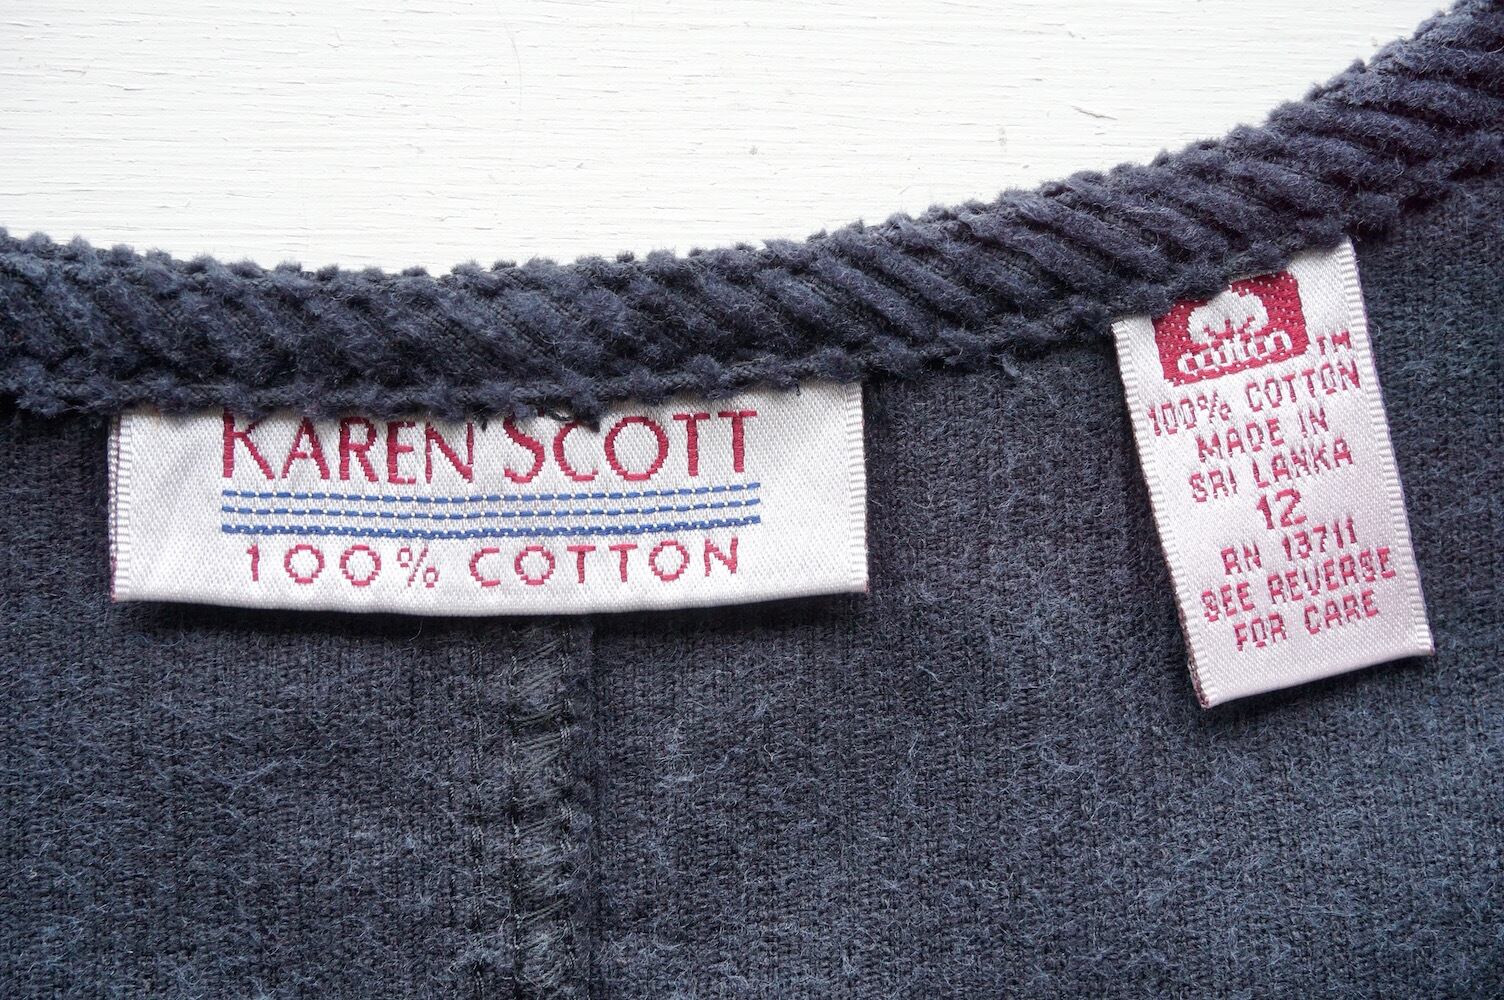 KAREN SCOTT
100% COTTON
cotton TM
100% COTTON
MADE IN
SRI LANKA
12
RN 13711
SEE REVERSE
FOR CARE